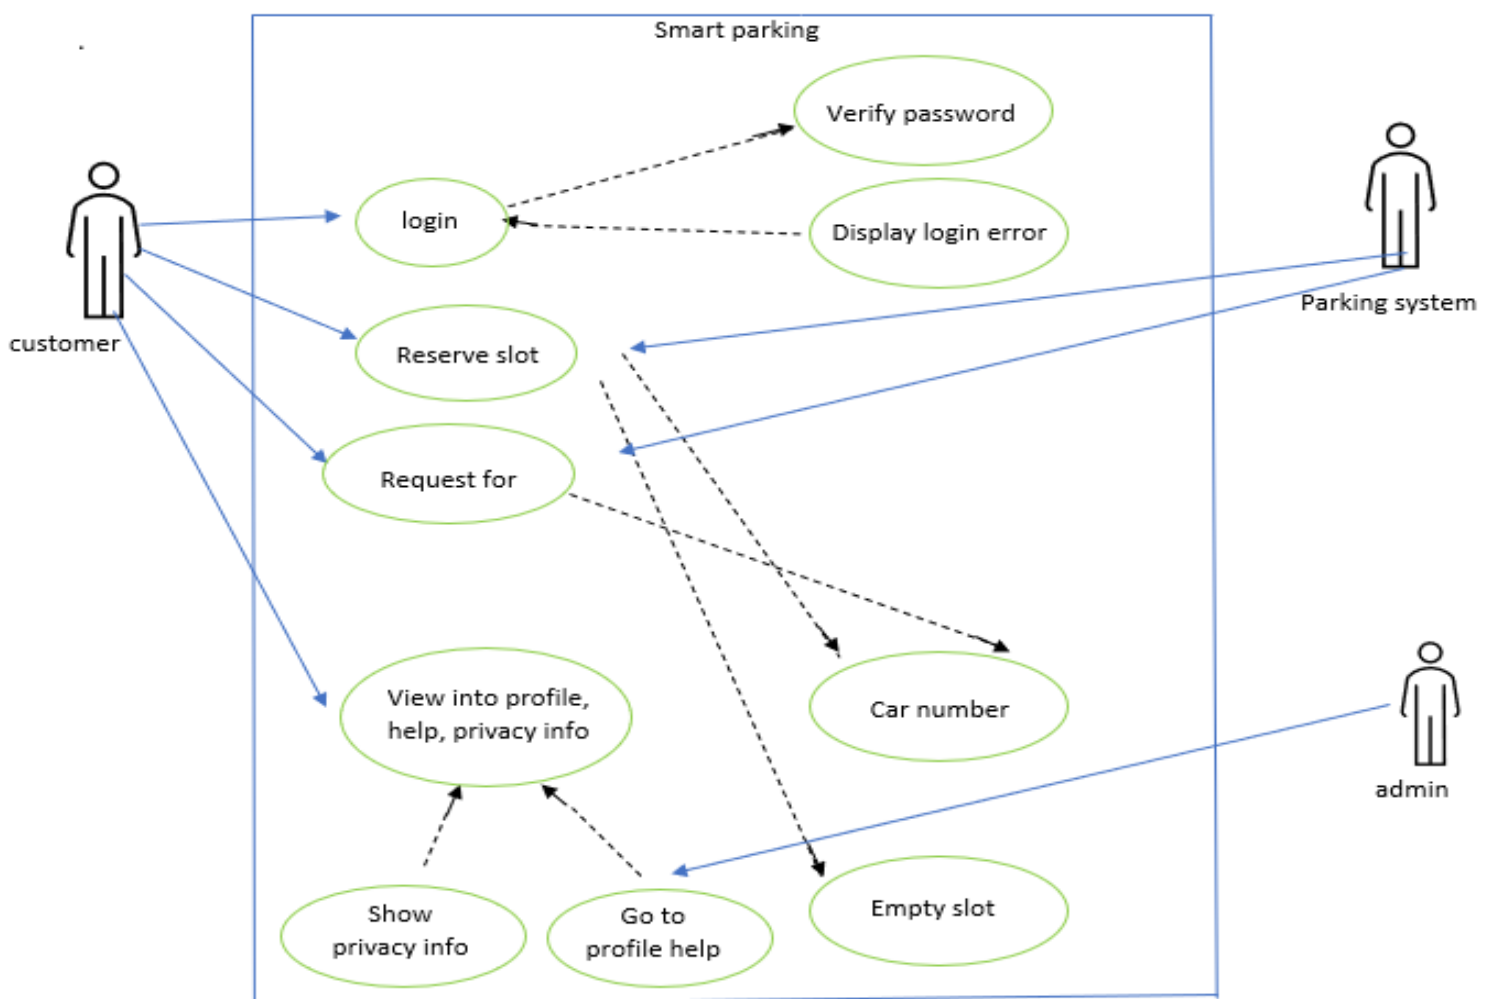 Smart parking
Verify password
login
Display login error
Parking system
customer
Reserve slot
Request for
View into profile,
help, privacy info
Car number
admin
Show
privacy info
Go to
profile help
Empty slot